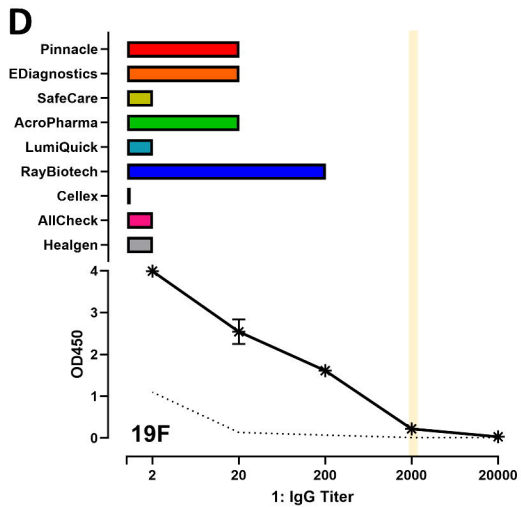 D
Pinnacle
EDiagnostics
SafeCare
AcroPharma
LumiQuick
RayBiotech
Cellex
AllCheck
Healgen
4
3
2
1
0
OD450
19F
2 20 200 2000 20000
1: IgG Titer